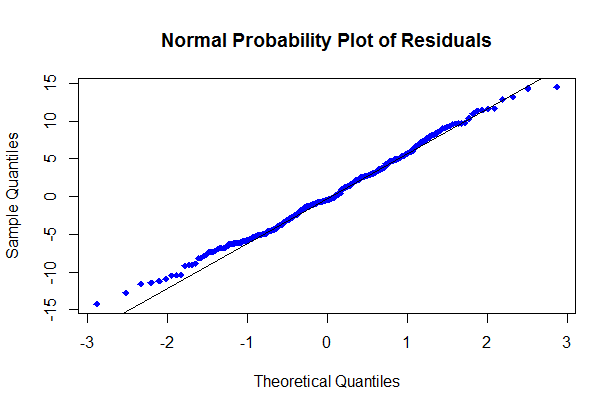 Normal Probability Plot of Residuals
Sample Quantiles
15
10
5
0
-5
-10
-15
-3 -2 -1 0 1 2 3
Theoretical Quantiles